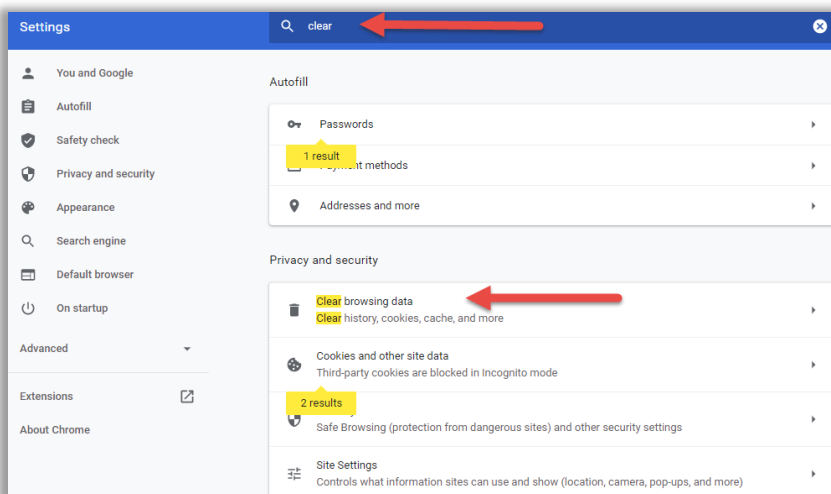 Settings
clear
You and Google
Autofill
Safety check
Privacy and security
Appearance
Search engine
Default browser
On startup
Advanced
Extensions
About Chrome
Autofill
Passwords
1 result
methods
Addresses and more
Privacy and security
Clear browsing data
Clear history, cookies, cache, and more
Cookies and other site data
Third-party cookies are blocked in Incognito mode
2 results
Safe Browsing (protection from dangerous sites) and other security settings
Site Settings
Controls what information sites can use and show (location, camera, pop-ups, and more)